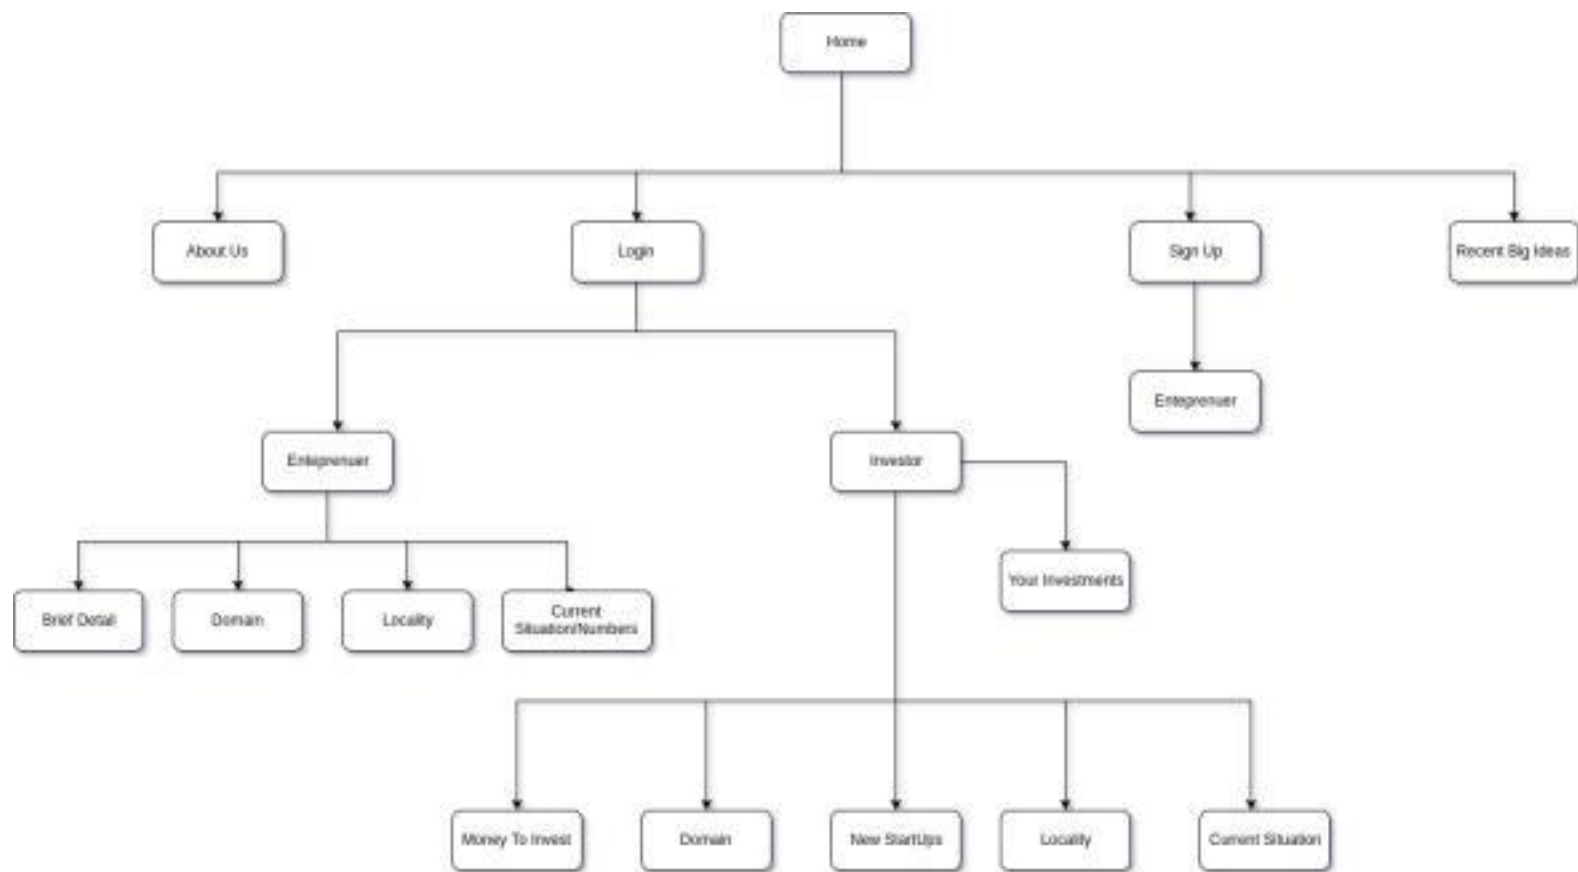 Home
About Us
Login
Sign Up
Recent Big Ideas
Enteprenuer
Enteprenuer
Investor
Your Investments
Brief Detail
Domain
Locality
Current
Situation/Numbers
Money To Invest
Domain
New StartUps
Locality
Current Situation